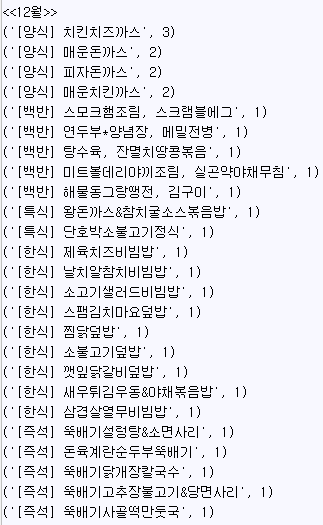 <<12월>>
('[양식] 치킨치즈까스', 3)
('[양식] 매운돈까스', 2)
('[양식] 피자돈까스', 2)
('[양식] 매운치킨까스', 2)
('[백반] 스모크햄조림, 스크램블에그', 1)
('[백반] 연두부*양념장, 메밀전병', 1)
('[백반] 탕수육, 잔멸치땅콩볶음', 1)
('[백반] 미트볼데리야끼조림, 실곤약야채무침', 1)
('[백반] 해물동그랑땡전, 김구이', 1)
('[특식] 왕돈까스&참치굴소스볶음밥', 1)
('[특식] 단호박소불고기정식', 1)
('[한식] 제육치즈비빔밥', 1)
('[한식] 날치알참치비빔밥', 1)
('[한식] 소고기샐러드비빔밥', 1)
('[한식] 스팸김치마요덮밥', 1)
('[한식] 찜닭덮밥', 1)
('[한식] 소불고기덮밥', 1)
('[한식] 깻잎닭갈비덮밥', 1)
('[한식] 새우튀김우동&야채볶음밥', 1)
('[한식] 삼겹살열무비빔밥', 1)
('[즉석] 뚝배기설렁탕&소면사리', 1)
('[즉석] 돈육계란순두부뚝배기', 1)
('[즉석] 뚝배기닭개장칼국수', 1)
('[즉석] 뚝배기고추장불고기&당면사리', 1)
('[즉석] 뚝배기사골떡만둣국', 1)